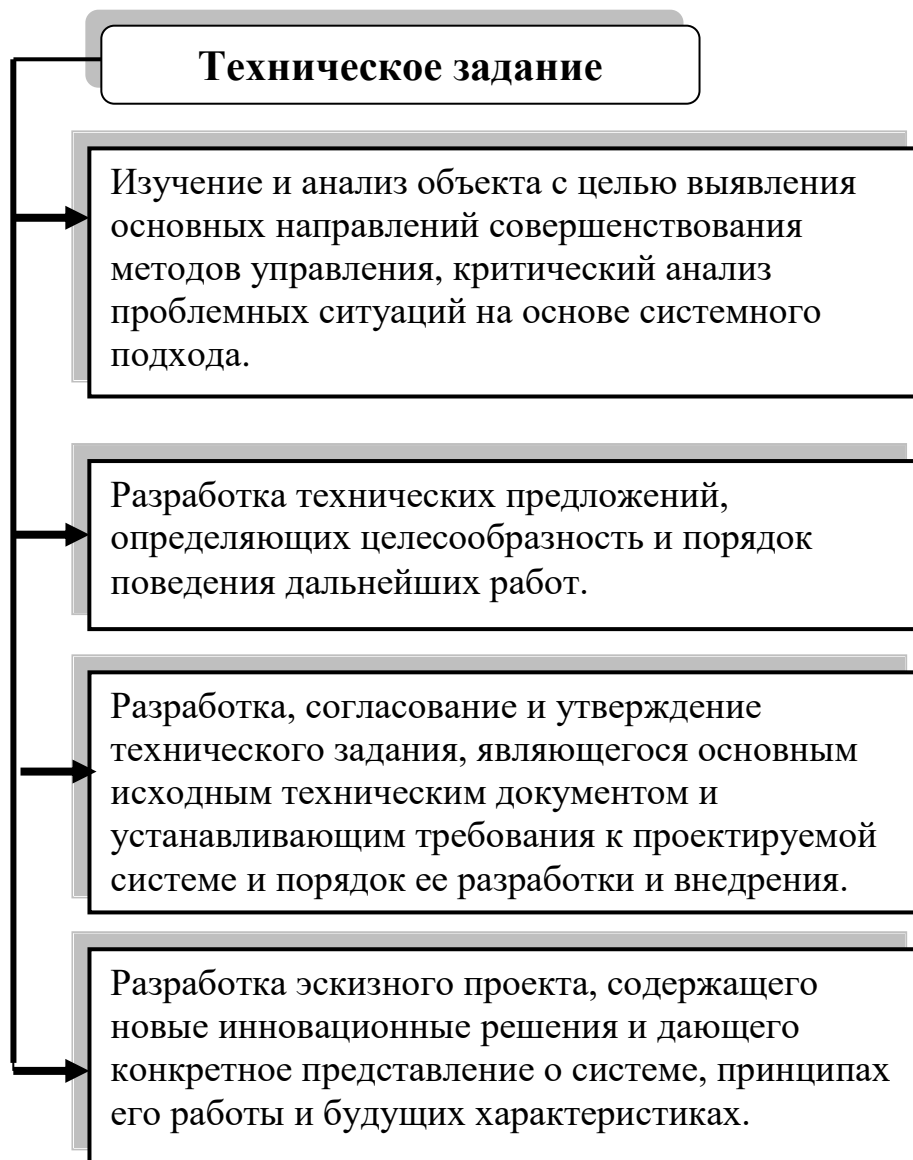 Техническое задание
Изучение и анализ объекта с целью выявления
основных направлений совершенствования
методов управления, критический анализ
проблемных ситуаций на основе системного
подхода.
Разработка технических предложений,
определяющих целесообразность и порядок
поведения дальнейших работ.
Разработка, согласование и утверждение
технического задания, являющегося основным
исходным техническим документом и
устанавливающим требования к проектируемой
системе и порядок ее разработки и внедрения.
Разработка эскизного проекта, содержащего
новые инновационные решения и дающего
конкретное представление о системе, принципах
его работы и будущих характеристиках.